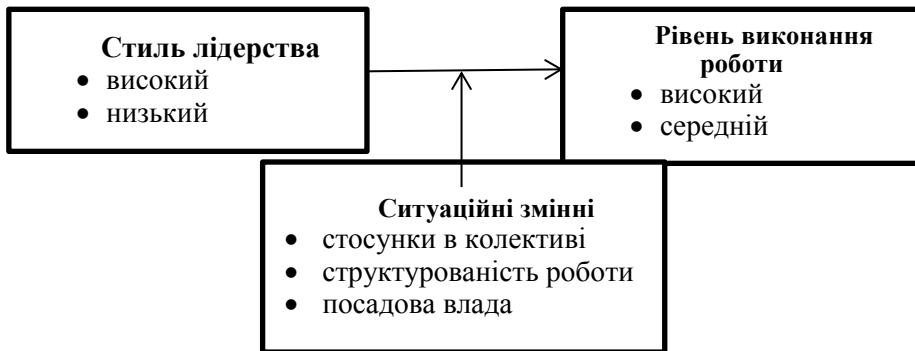 Стиль лідерства
• високий
• низький
Рівень виконання
роботи
• високий
• середній
Ситуаційні змінні
• стосунки в колективі
• структурованість роботи
• посадова влада